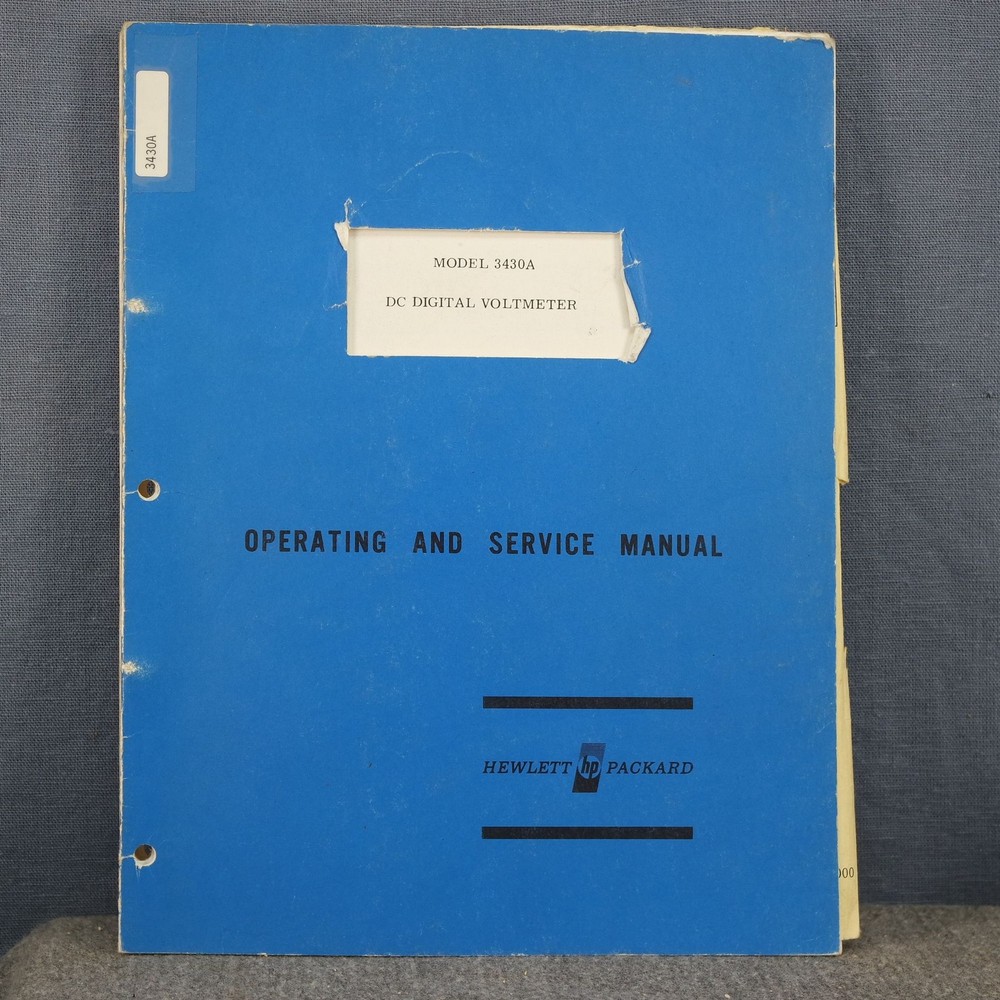 3430A
MODEL 3430A
DC DIGITAL VOLTMETER
OPERATING AND SERVICE MANUAL
HEWLETT hp PACKARD